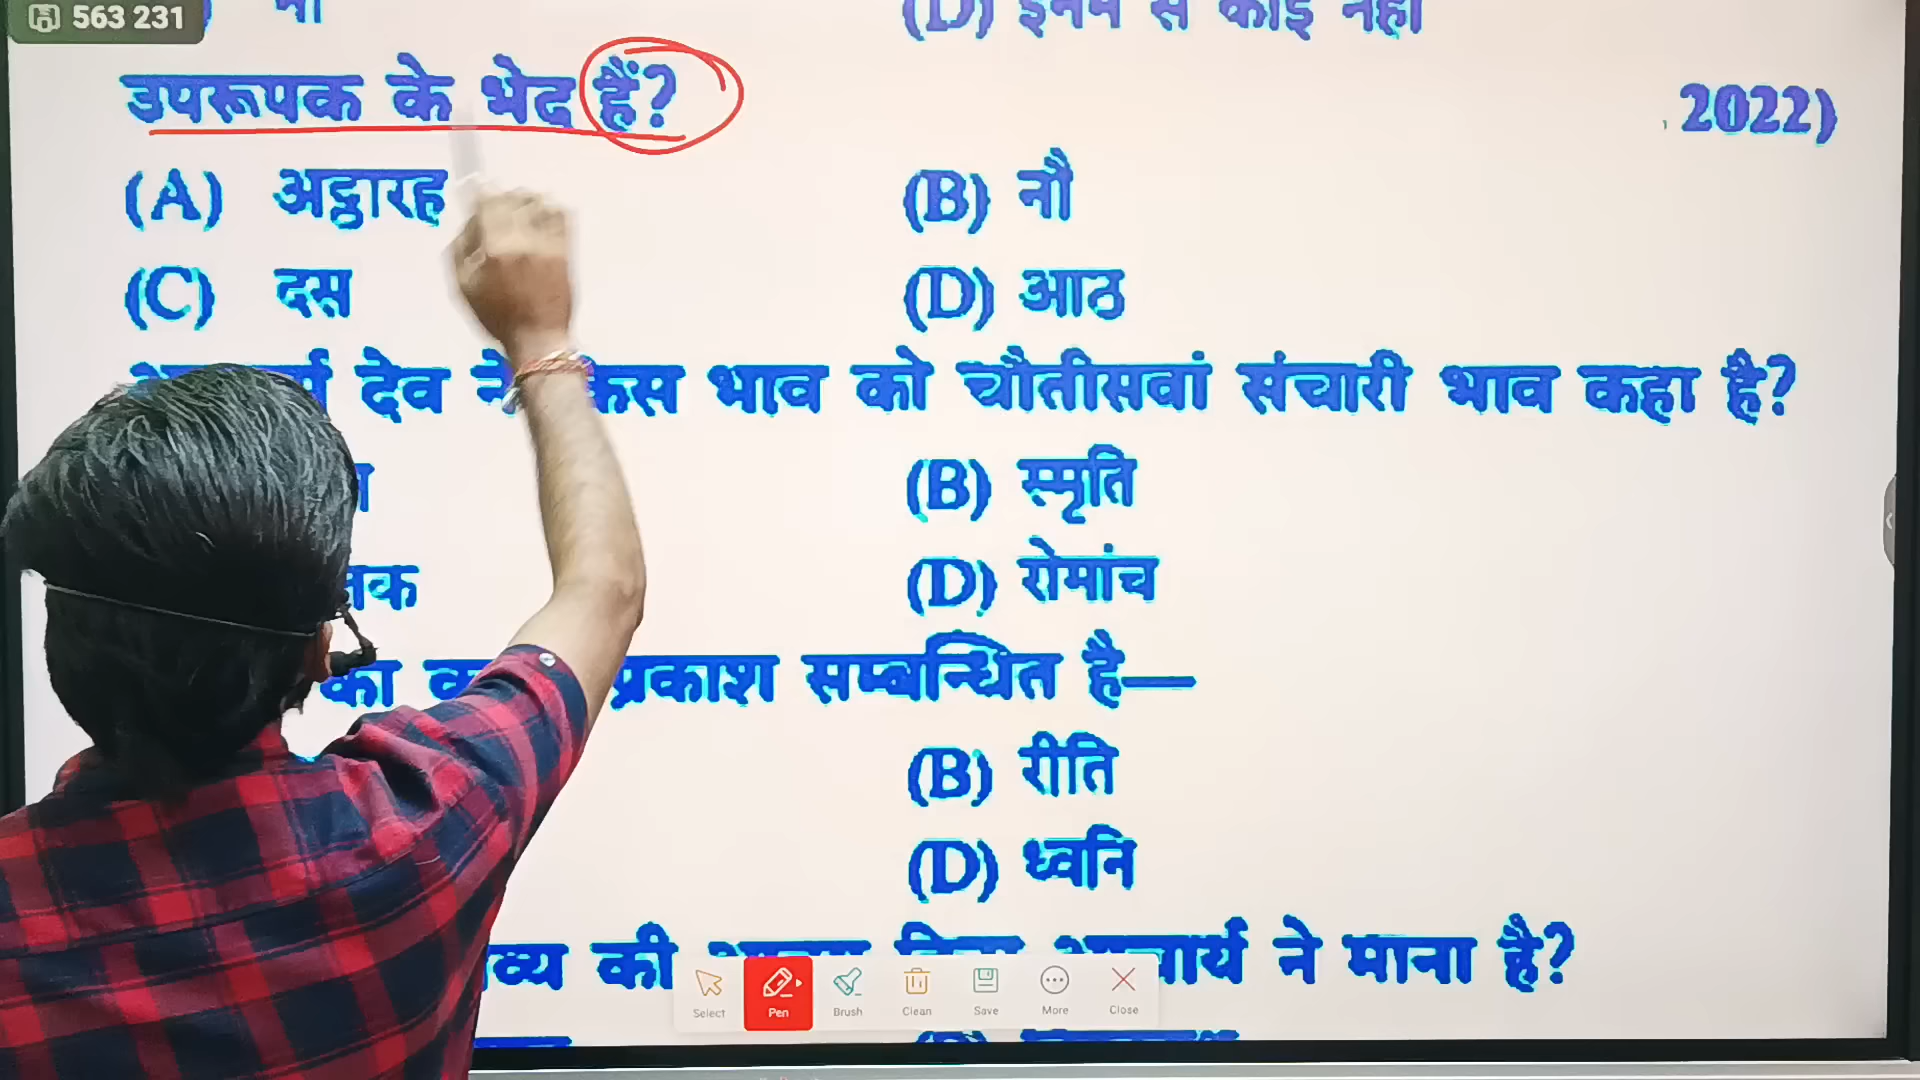 563 231
(D) इनमें से कोई नहीं
उपरूपक के भेद हैं?
2022)
(A) अट्ठारह (B) नौ
(C) दस (D) आठ
देव ने किस भाव को चौतीसवां संचारी भाव कहा है?
(B) स्मृति
(D) रोमांच
का प्रकाश सम्बन्धित है—
(B) रीति
(D) ध्वनि
की ने माना है?
Select Pen Brush Clean Save More Close